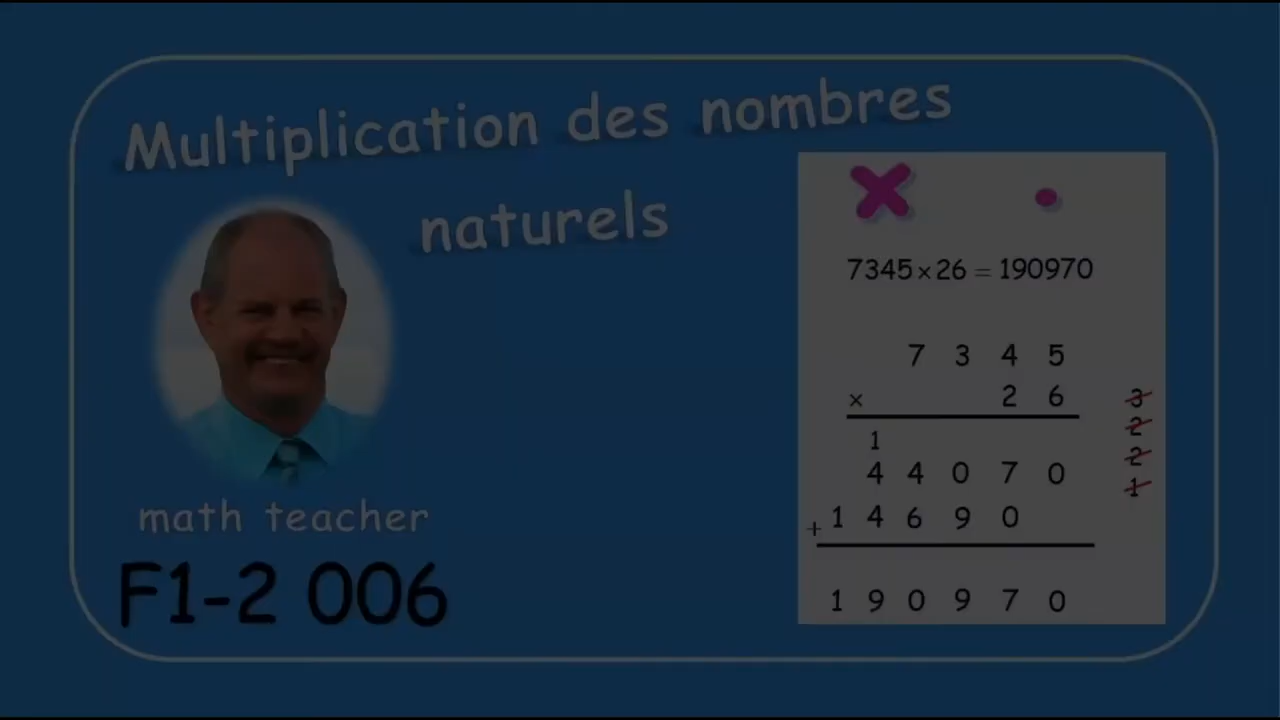 Multiplication des nombres
naturels
math teacher
F1-2 006
× •
7345×26 = 190970
7 3 4 5
× 2 6
3
2
2
1
1
4 4 0 7 0
+ 1 4 6 9 0
1 9 0 9 7 0